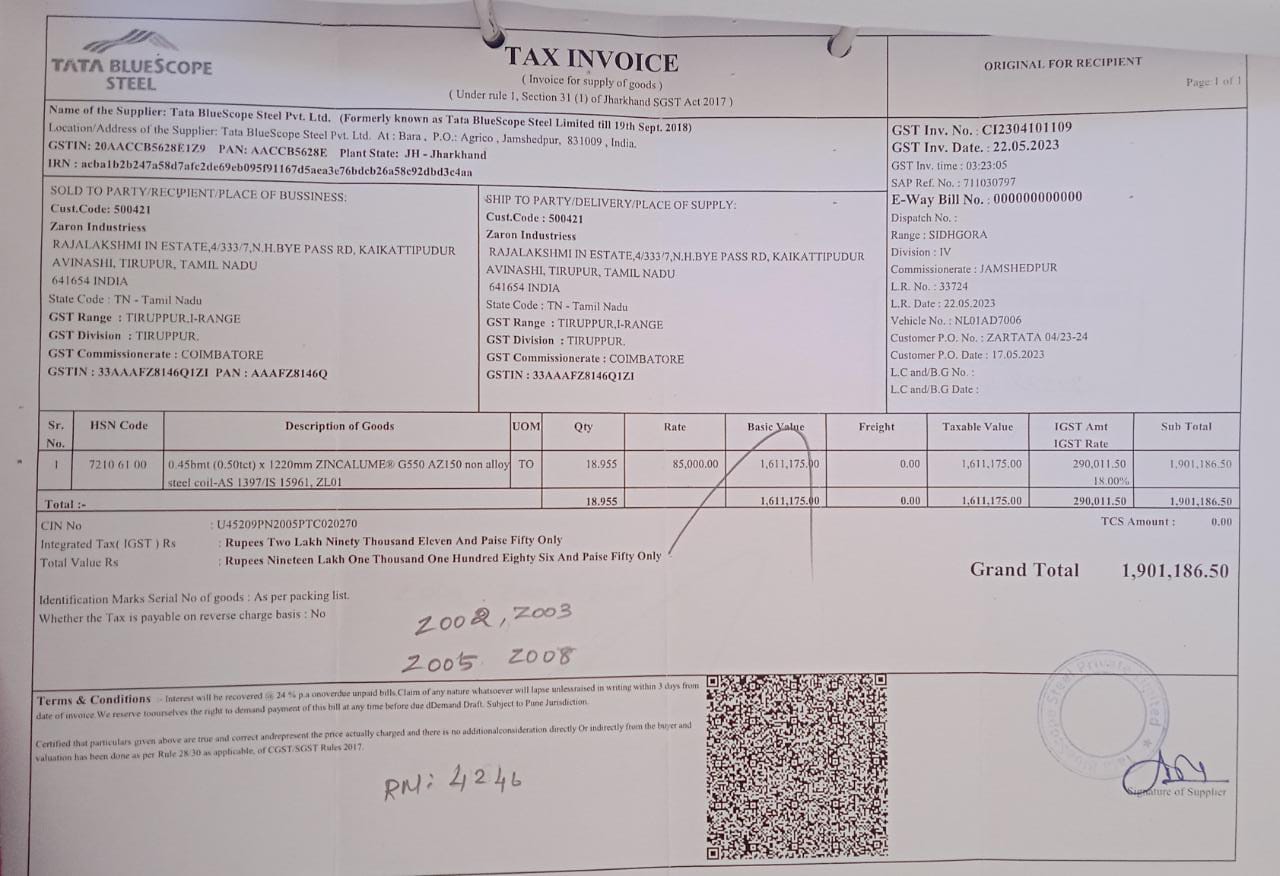 TATA BLUESCOPE
STEEL
TAX INVOICE
( Invoice for supply of goods )
( Under rule 1, Section 31 (1) of Jharkhand SGST Act 2017 )
ORIGINAL FOR RECIPIENT
Page 1 of 1
Name of the Supplier: Tata BlueScope Steel Pvt. Ltd. (Formerly known as Tata BlueScope Steel Limited till 19th Sept. 2018)
Location/Address of the Supplier: Tata BlueScope Steel Pvt. Ltd. At : Bara , P.O.: Agrico , Jamshedpur, 831009 , India.
GSTIN: 20AACCB5628E1Z9 PAN: AACCB5628E Plant State: JH - Jharkhand
IRN : acba1b2b247a58d7afc2de69eb095f91167d5aea3e76bdcb26a58c92dbd3c4aa
GST Inv. No. : CI2304101109
GST Inv. Date. : 22.05.2023
GST Inv. time : 03:23:05
SAP Ref. No. : 711030797
E-Way Bill No. : 000000000000
Dispatch No. :
Range : SIDHGORA
Division : IV
Commissionerate : JAMSHEDPUR
L.R. No. : 33724
L.R. Date : 22.05.2023
Vehicle No. : NL01AD7006
Customer P.O. No. : ZARTATA 04/23-24
Customer P.O. Date : 17.05.2023
L.C and/B.G No. :
L.C and/B.G Date :
SOLD TO PARTY/RECIPIENT/PLACE OF BUSSINESS:
Cust.Code: 500421
Zaron Industriess
RAJALAKSHMI IN ESTATE,4/333/7,N.H.BYE PASS RD, KAIKATTIPUDUR
AVINASHI, TIRUPUR, TAMIL NADU
641654 INDIA
State Code : TN - Tamil Nadu
GST Range : TIRUPPUR,I-RANGE
GST Division : TIRUPPUR.
GST Commissionerate : COIMBATORE
GSTIN : 33AAAFZ8146Q1ZI PAN : AAAFZ8146Q
SHIP TO PARTY/DELIVERY/PLACE OF SUPPLY:
Cust.Code : 500421
Zaron Industriess
RAJALAKSHMI IN ESTATE,4/333/7,N.H.BYE PASS RD, KAIKATTIPUDUR
AVINASHI, TIRUPUR, TAMIL NADU
641654 INDIA
State Code : TN - Tamil Nadu
GST Range : TIRUPPUR,I-RANGE
GST Division : TIRUPPUR.
GST Commissionerate : COIMBATORE
GSTIN : 33AAAFZ8146Q1ZI
Sr. No. HSN Code Description of Goods UOM Qty Rate Basic Value Freight Taxable Value IGST Amt IGST Rate Sub Total
1 7210 61 00 0.45bmt (0.50tct) x 1220mm ZINCALUME® G550 AZ150 non alloy TO 18.955 85,000.00 1,611,175.00 0.00 1,611,175.00 290,011.50 1,901,186.50
steel coil-AS 1397/IS 15961, ZL01 18.00%
Total :- 18.955 1,611,175.00 0.00 1,611,175.00 290,011.50 1,901,186.50
CIN No : U45209PN2005PTC020270
TCS Amount : 0.00
Integrated Tax( IGST ) Rs : Rupees Two Lakh Ninety Thousand Eleven And Paise Fifty Only
Total Value Rs : Rupees Nineteen Lakh One Thousand One Hundred Eighty Six And Paise Fifty Only
Grand Total 1,901,186.50
Identification Marks Serial No of goods : As per packing list.
Whether the Tax is payable on reverse charge basis : No
2002, 2003
2005 2008
Terms & Conditions :- Interest will be recovered @ 24 % p.a onoverdue unpaid bills.Claim of any nature whatsoever will lapse unlessraised in writing within 3 days from
date of invoice.We reserve toourselves the right to demand payment of this bill at any time before due dDemand Draft. Subject to Pune Jurisdiction.
Certified that particulars given above are true and correct andrepresent the price actually charged and there is no additionalconsideration directly Or indirectly from the buyer and
valuation has been done as per Rule 28/30 as applicable, of CGST/SGST Rules 2017.
RM: 4246
Tata BlueScope Steel Private Limited
Signature of Supplier